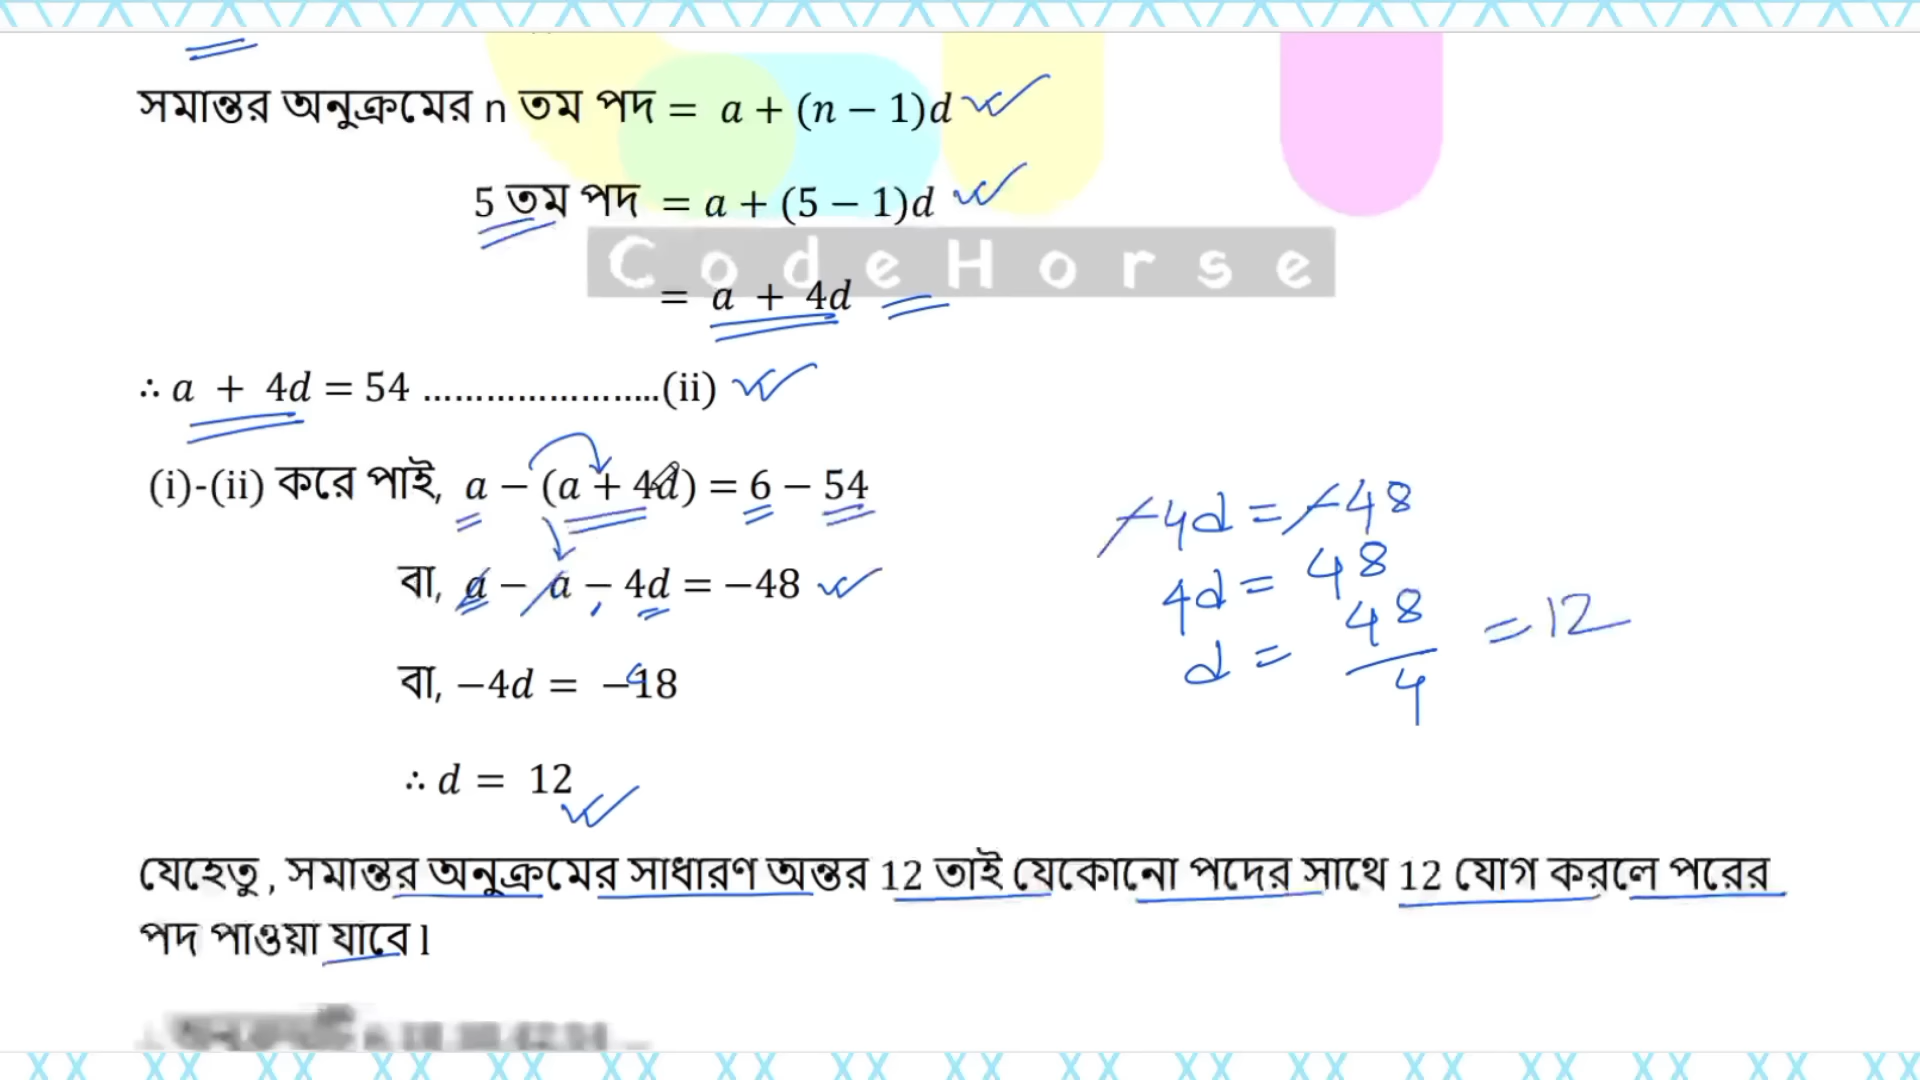 সমান্তর অনুক্রমের n তম পদ = a + (n − 1)d
5 তম পদ = a + (5 − 1)d
CodeHorse
= a + 4d
∴ a + 4d = 54 ........................(ii)
(i)-(ii) করে পাই, a − (a + 4d) = 6 − 54
বা, a − a − 4d = −48
বা, −4d = −18
∴ d = 12
−4d = −48
4d = 48
d = 48/4 = 12
যেহেতু, সমান্তর অনুক্রমের সাধারণ অন্তর 12 তাই যেকোনো পদের সাথে 12 যোগ করলে পরের
পদ পাওয়া যাবে।